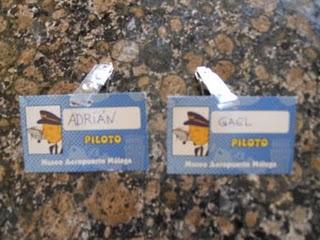 ADRIÁN
PILOTO
Museo Aeropuerto Málaga
GAEL
PILOTO
Museo Aeropuerto Málaga